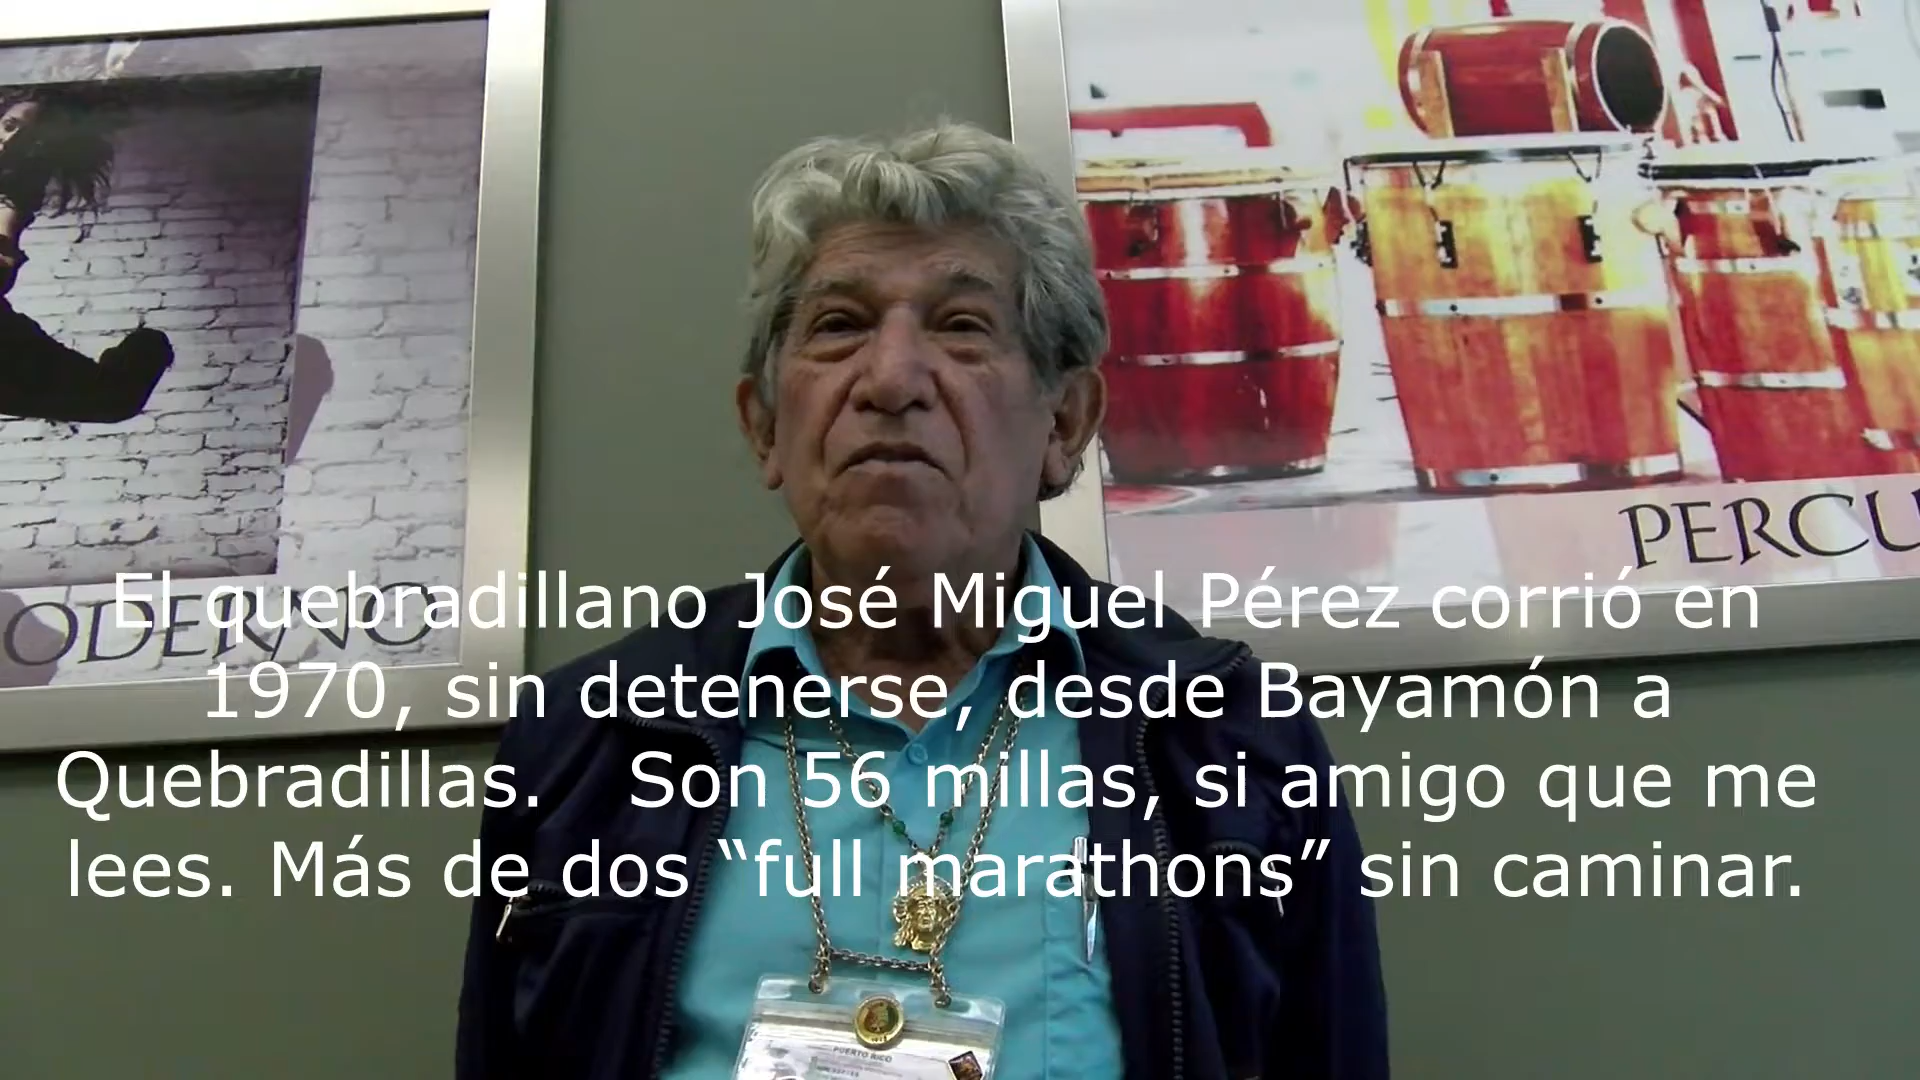 PERCU
ODERNO
El quebradillano José Miguel Pérez corrió en
1970, sin detenerse, desde Bayamón a
Quebradillas. Son 56 millas, si amigo que me
lees. Más de dos “full marathons” sin caminar.
PUERTO RICO